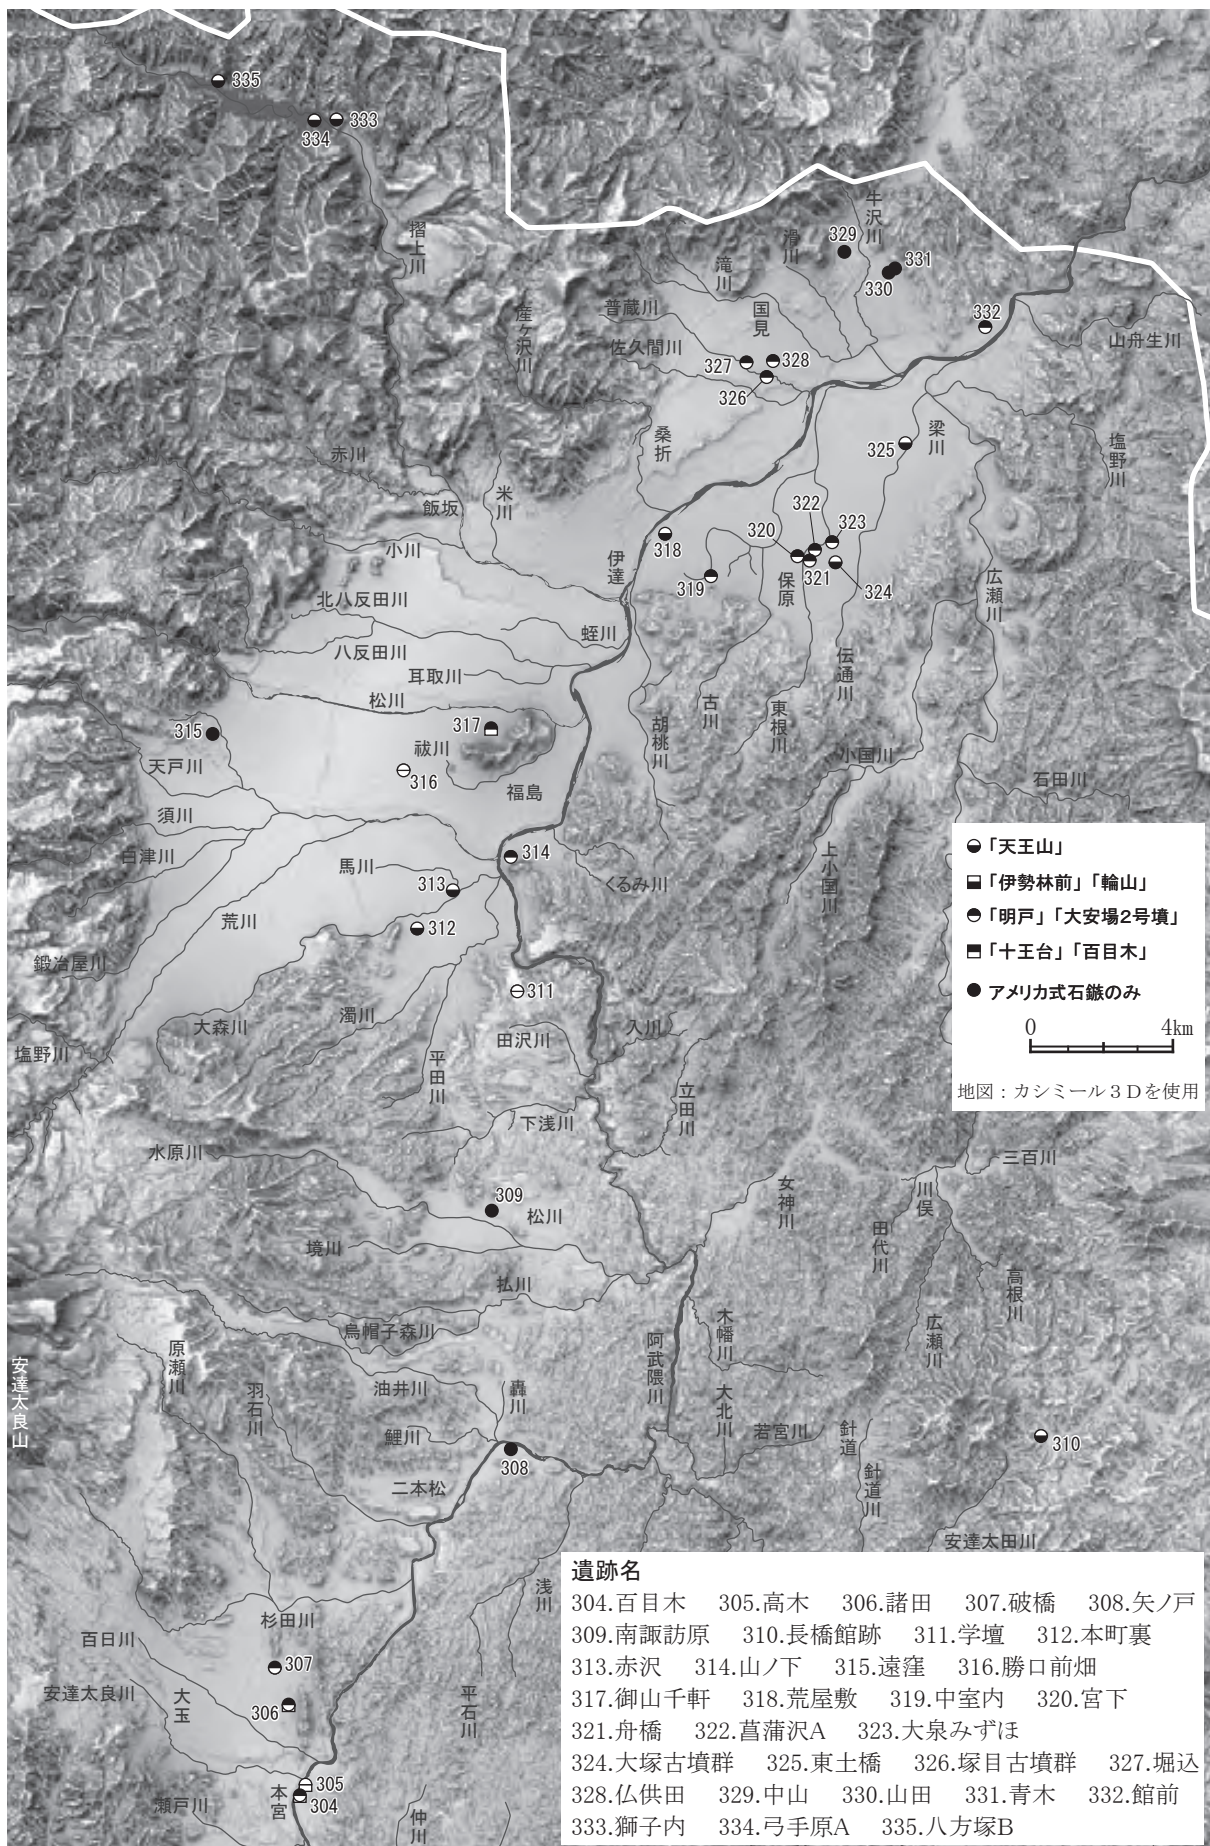 335
334
333
摺上川
牛沢川
329
331
330
滑川
滝川
332
国見
普蔵川
産ヶ沢川
佐久間川
山舟生川
327
328
326
梁川
325
桑折
塩野川
赤川
飯坂
米川
322
323
320
小川
318
伊達
319
保原
321
324
広瀬川
北八反田川
蛭川
八反田川
耳取川
伝通川
松川
古川
東根川
胡桃川
317
祓川
315
天戸川
316
福島
小国川
石田川
須川
白津川
馬川
314
くるみ川
上小国川
313
荒川
312
鍛冶屋川
311
大森川
濁川
田沢川
入川
塩野川
平田川
立田川
下浅川
水原川
三百川
309
松川
女神川
川俣
田代川
境川
払川
高根川
烏帽子森川
木幡川
広瀬川
原瀬川
阿武隈川
安達太良山
羽石川
油井川
轟川
大北川
鯉川
若宮川
針道
310
308
二本松
針道川
安達太田川
浅川
杉田川
百日川
307
安達太良川
大玉
306
平石川
305
本宮
304
瀬戸川
仲川
「天王山」
「伊勢林前」「輪山」
「明戸」「大安場2号墳」
「十王台」「百目木」
アメリカ式石鏃のみ
0 4km
地図：カシミール3Dを使用
遺跡名
304.百目木 305.高木 306.諸田 307.破橋 308.矢ノ戸
309.南諏訪原 310.長橋館跡 311.学壇 312.本町裏
313.赤沢 314.山ノ下 315.遠窪 316.勝口前畑
317.御山千軒 318.荒屋敷 319.中室内 320.宮下
321.舟橋 322.菖蒲沢A 323.大泉みずほ
324.大塚古墳群 325.東土橋 326.塚目古墳群 327.堀込
328.仏供田 329.中山 330.山田 331.青木 332.館前
333.獅子内 334.弓手原A 335.八方塚B